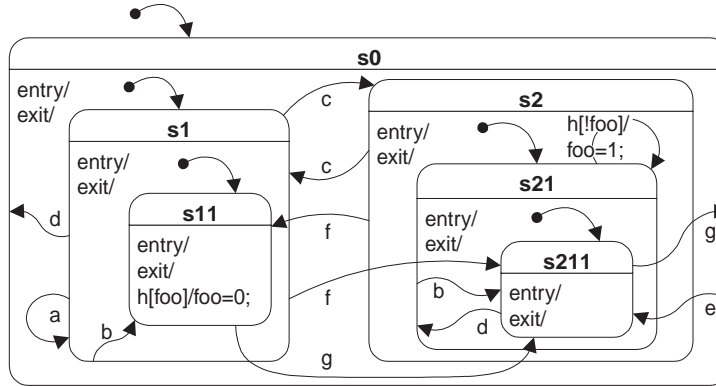 s0
entry/
exit/
c
s2
s1
entry/
exit/
entry/
exit/
h[!foo]/
foo=1;
c
s21
s11
entry/
exit/
d
f
g
entry/
exit/
h[foo]/foo=0;
s211
f
b
entry/
exit/
e
a
b
d
g